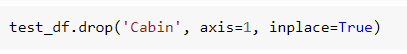 test_df.drop('Cabin', axis=1, inplace=True)